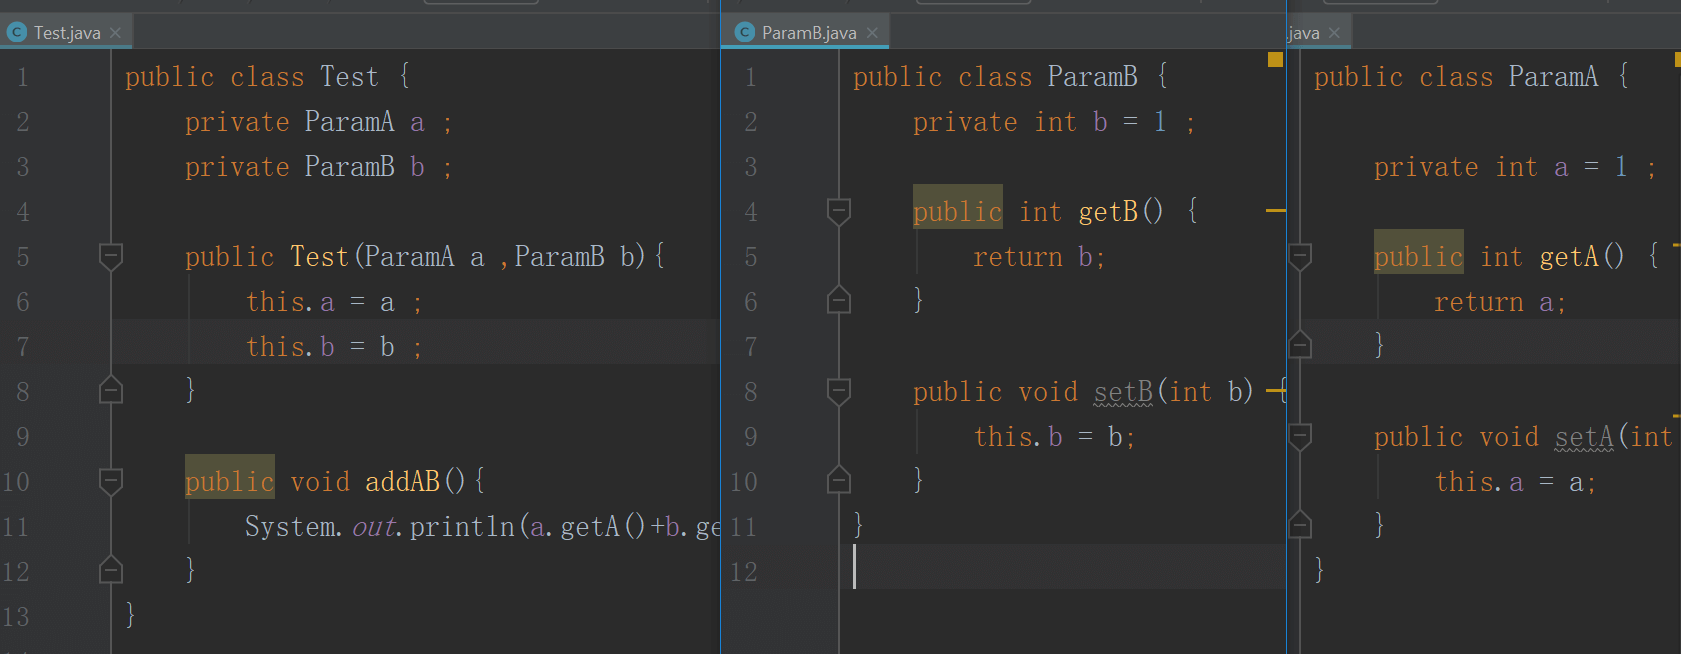 Test.java
1 public class Test {
2 private ParamA a ;
3 private ParamB b ;
4
5 public Test(ParamA a ,ParamB b){
6 this.a = a ;
7 this.b = b ;
8 }
9
10 public void addAB(){
11 System.out.println(a.getA()+b.ge
12 }
13 }
ParamB.java
1 public class ParamB {
2 private int b = 1 ;
3
4 public int getB() {
5 return b;
6 }
7
8 public void setB(int b) {
9 this.b = b;
10 }
11 }
12
.java
public class ParamA {
private int a = 1 ;
public int getA() {
return a;
}
public void setA(int
this.a = a;
}
}